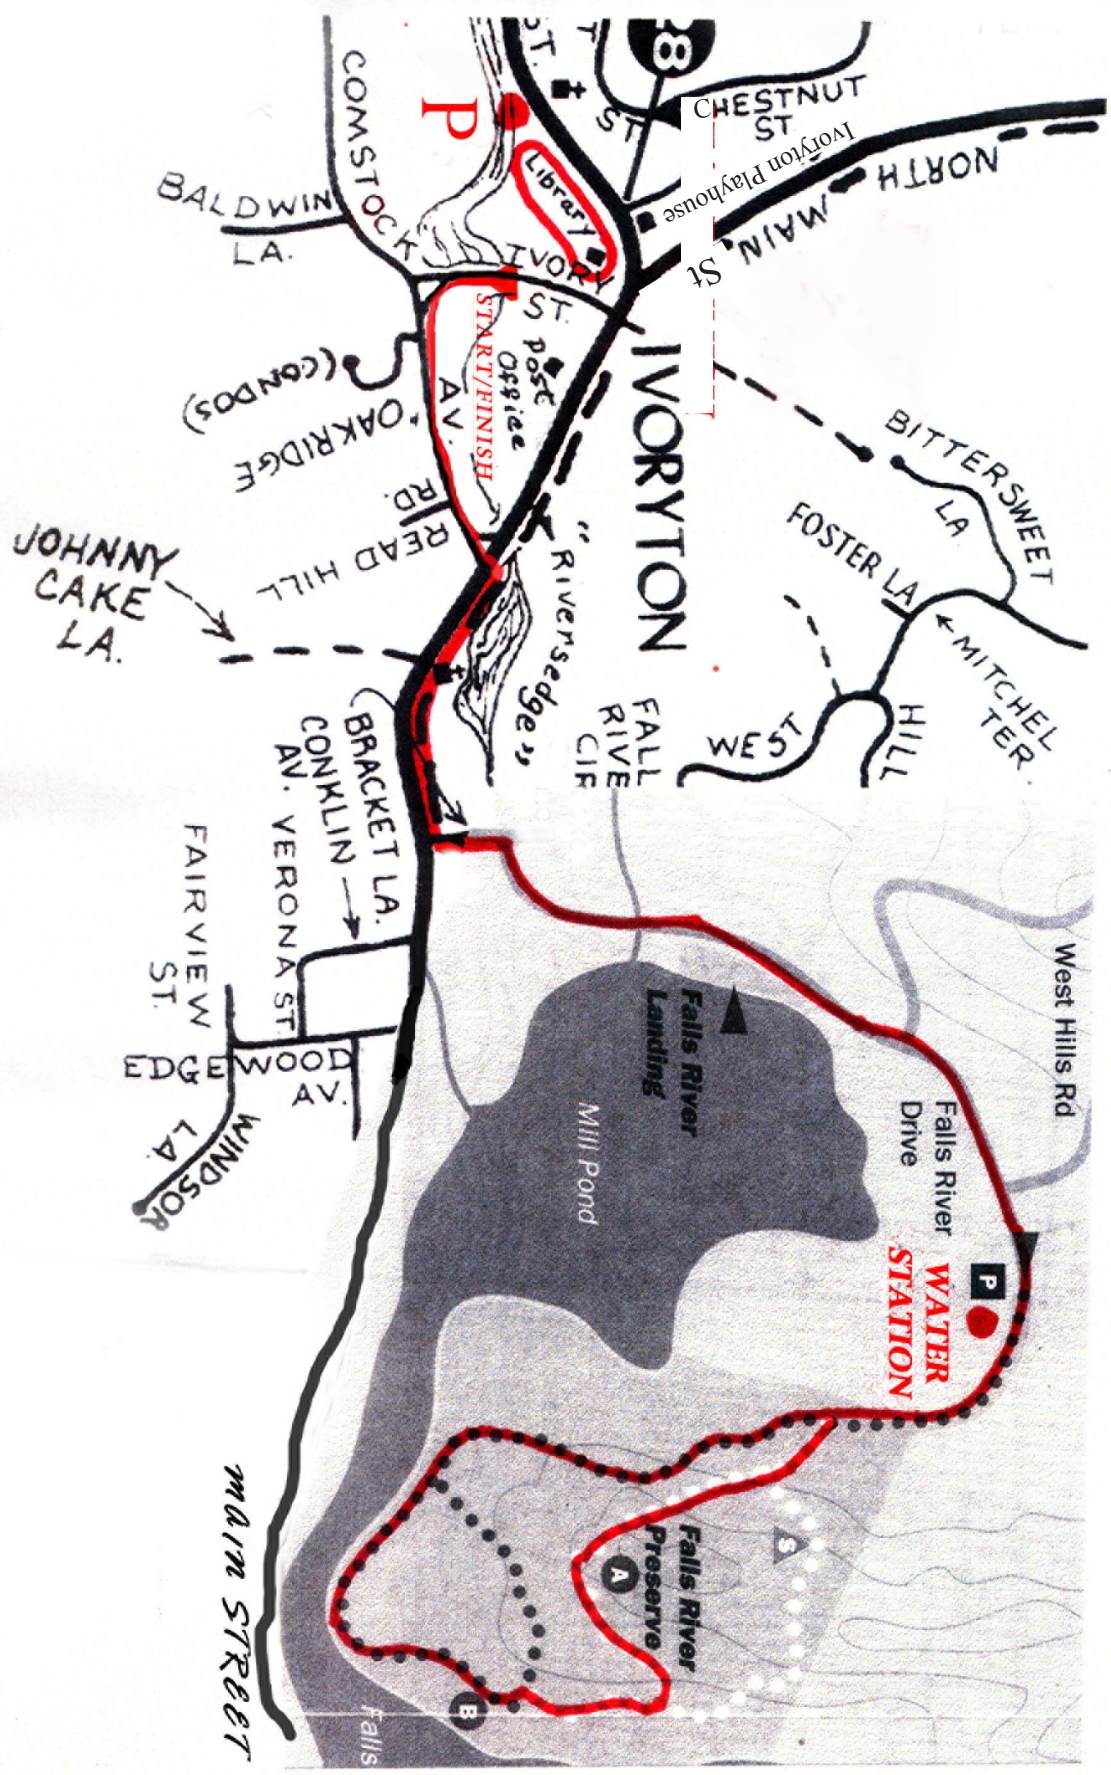 COMSTOCK
AV.
P
ST.
ST
8
CHESTNUT
ST
Ivoryton Playhouse
NORTH
MAIN
St
Library
IVORY
ST.
BALDWIN
LA.
START/FINISH
Post
Office
(CONDOS)
"OAKRIDGE
READ HILL
RD.
IVORYTON
BITTERSWEET
LA.
FOSTER LA.
MITCHEL
TER.
WEST
HILL
JOHNNY
CAKE
LA.
"Riversedge"
FALL
RIVE
CIR
BRACKET LA.
CONKLIN
AV.
VERONA ST.
FAIRVIEW
ST.
EDGEWOOD
AV.
WINDSOR
LA.
West Hills Rd
Falls River
Landing
Mill Pond
Falls River
Drive
P
WATER
STATION
S
Falls River
Preserve
A
B
Falls
main STREET